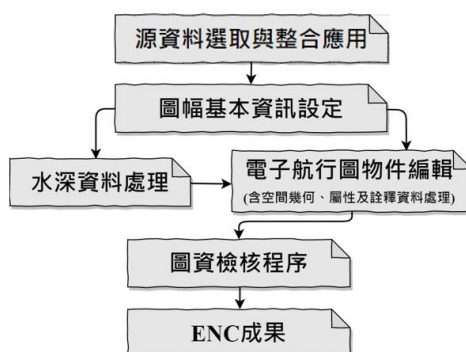 源資料選取與整合應用
圖幅基本資訊設定
水深資料處理
電子航行圖物件編輯
(含空間幾何、屬性及詮釋資料處理)
圖資檢核程序
ENC成果